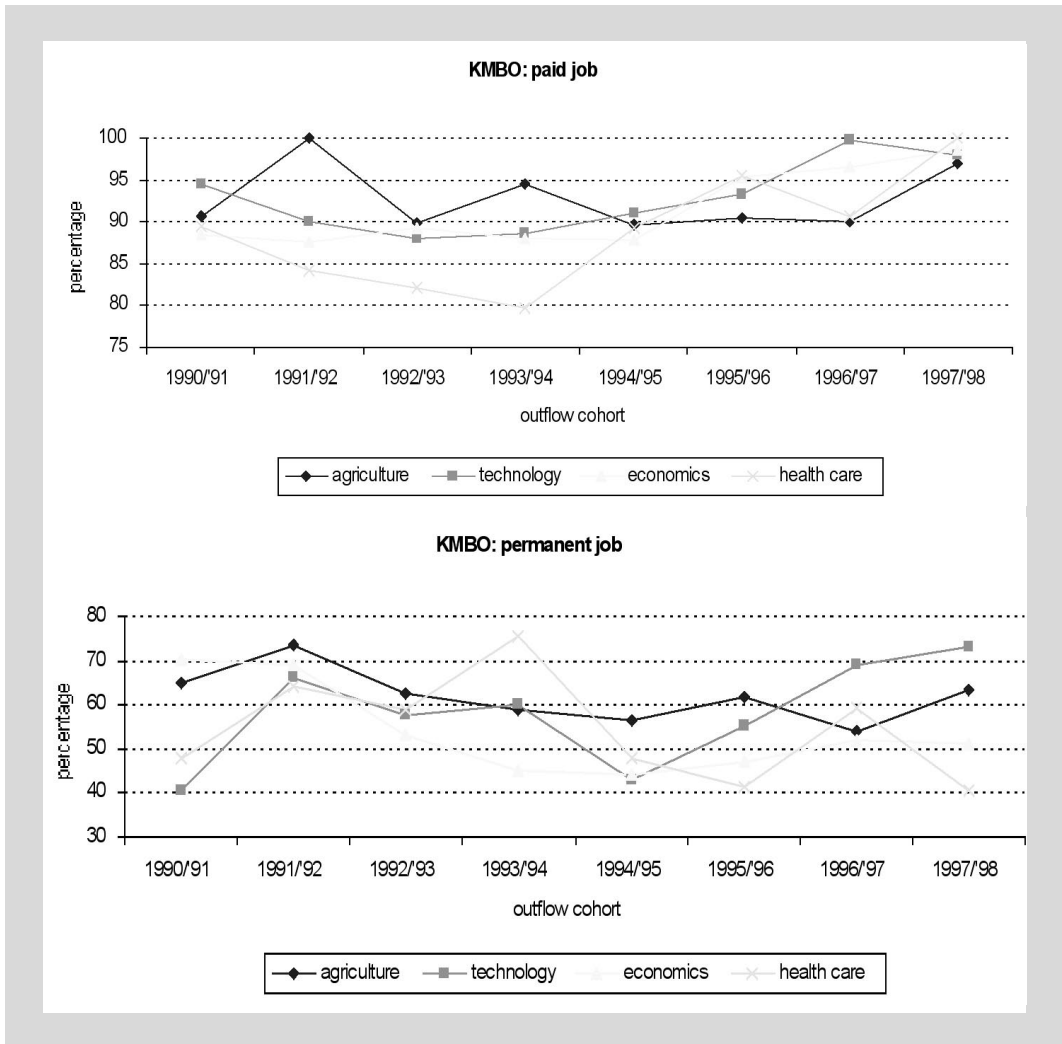 KMBO: paid job
100
95
90
85
80
75
percentage
1990/'91 1991/'92 1992/'93 1993/'94 1994/'95 1995/'96 1996/'97 1997/'98
outflow cohort
agriculture technology economics health care
KMBO: permanent job
80
70
60
50
40
30
percentage
1990/'91 1991/'92 1992/'93 1993/'94 1994/'95 1995/'96 1996/'97 1997/'98
outflow cohort
agriculture technology economics health care